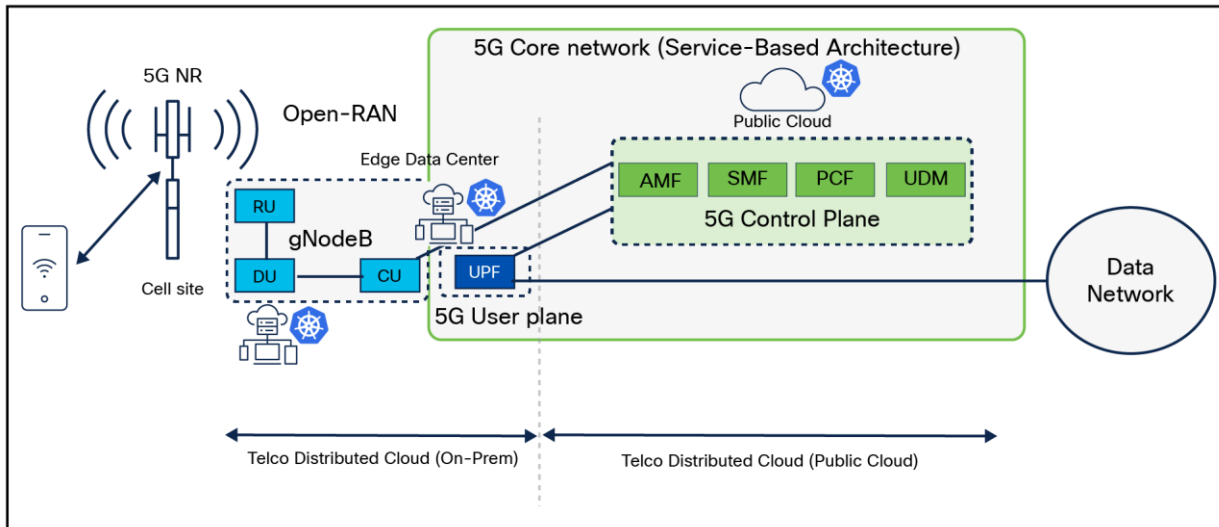 5G Core network (Service-Based Architecture)
5G NR
Open-RAN
Public Cloud
Edge Data Center
AMF
SMF
PCF
UDM
5G Control Plane
RU
gNodeB
DU
CU
UPF
Data
Network
Cell site
5G User plane
Telco Distributed Cloud (On-Prem)
Telco Distributed Cloud (Public Cloud)